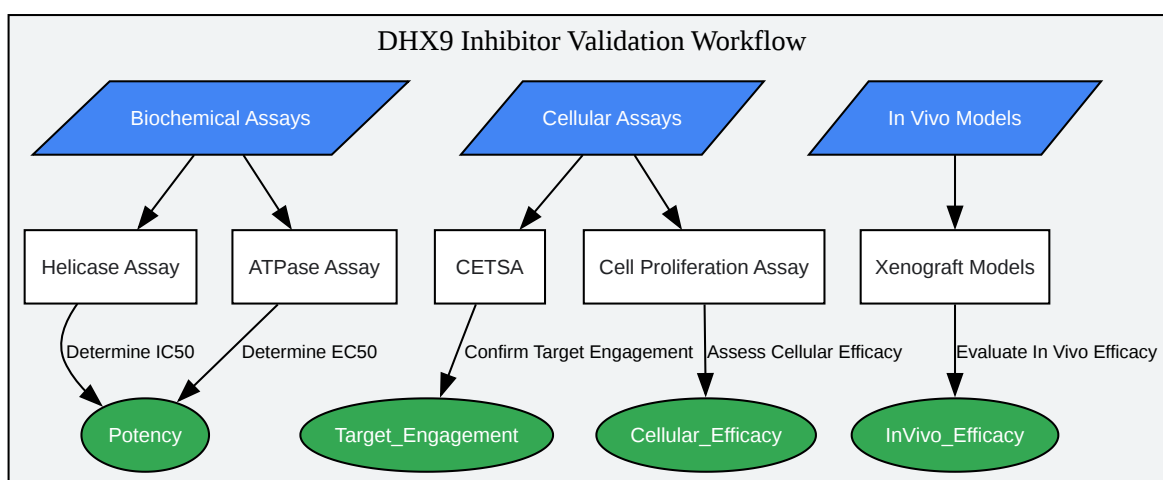 DHX9 Inhibitor Validation Workflow
Biochemical Assays
Cellular Assays
In Vivo Models
Helicase Assay
ATPase Assay
CETSA
Cell Proliferation Assay
Xenograft Models
Determine IC50
Determine EC50
Confirm Target Engagement
Assess Cellular Efficacy
Evaluate In Vivo Efficacy
Potency
Target_Engagement
Cellular_Efficacy
InVivo_Efficacy